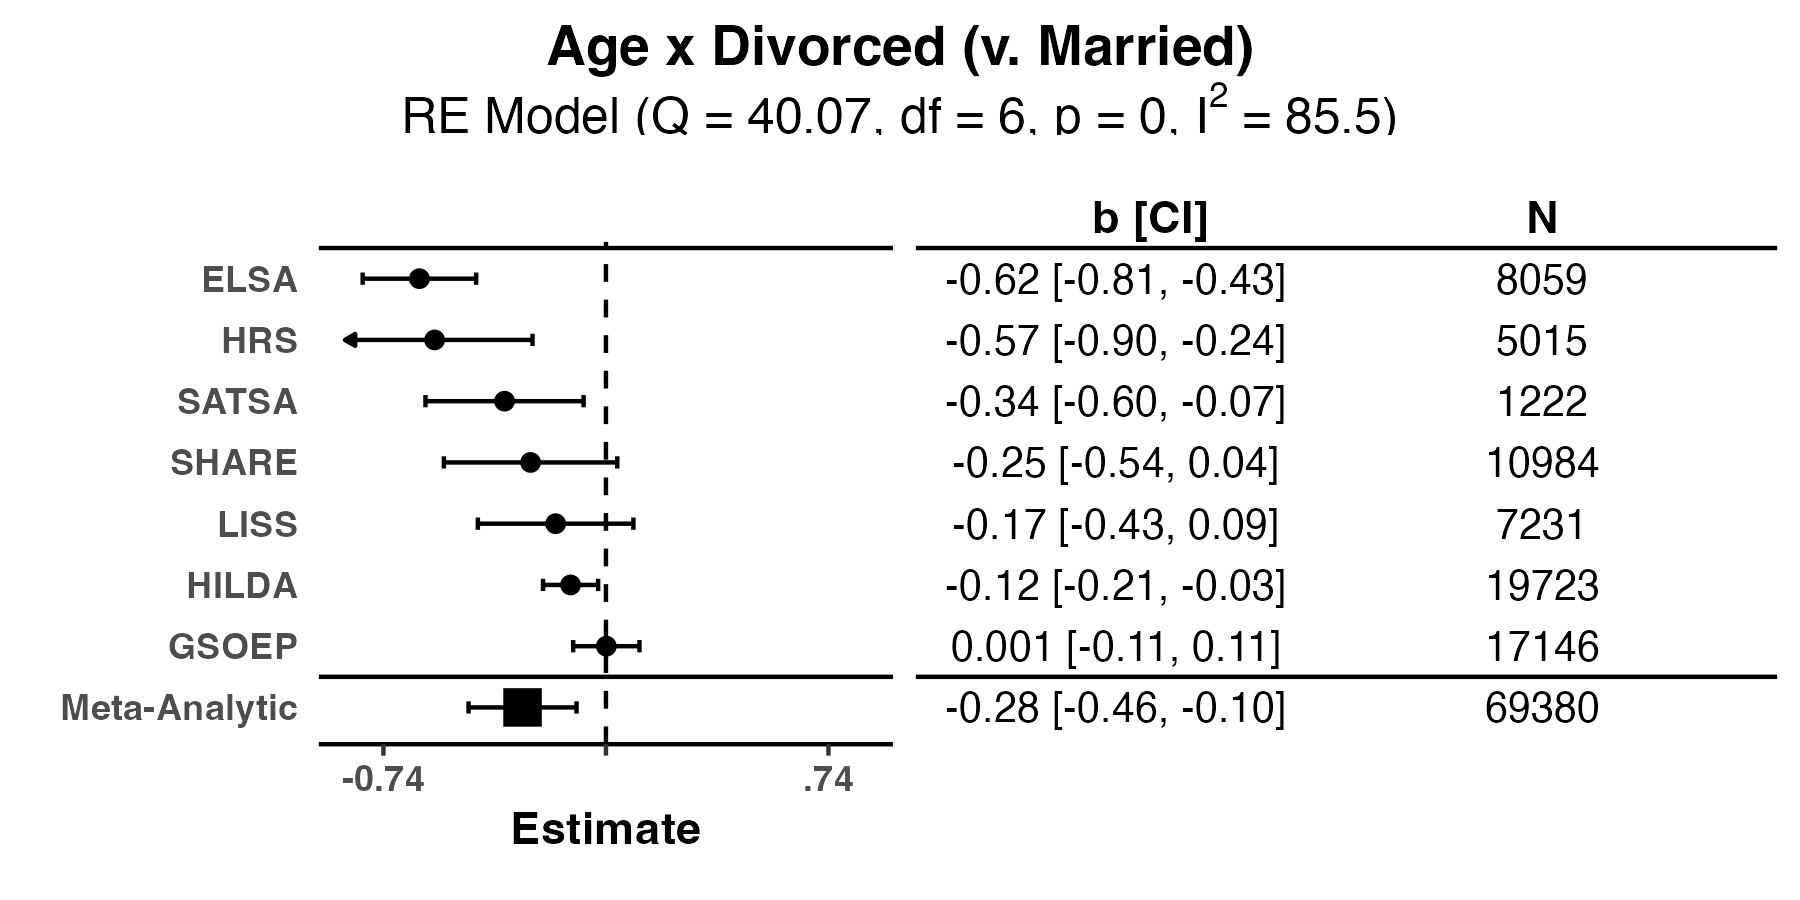 Age x Divorced (v. Married)
RE Model (Q = 40.07, df = 6, p = 0, I² = 85.5)
b [CI] N
ELSA -0.62 [-0.81, -0.43] 8059
HRS -0.57 [-0.90, -0.24] 5015
SATSA -0.34 [-0.60, -0.07] 1222
SHARE -0.25 [-0.54, 0.04] 10984
LISS -0.17 [-0.43, 0.09] 7231
HILDA -0.12 [-0.21, -0.03] 19723
GSOEP 0.001 [-0.11, 0.11] 17146
Meta-Analytic -0.28 [-0.46, -0.10] 69380
-0.74 .74
Estimate